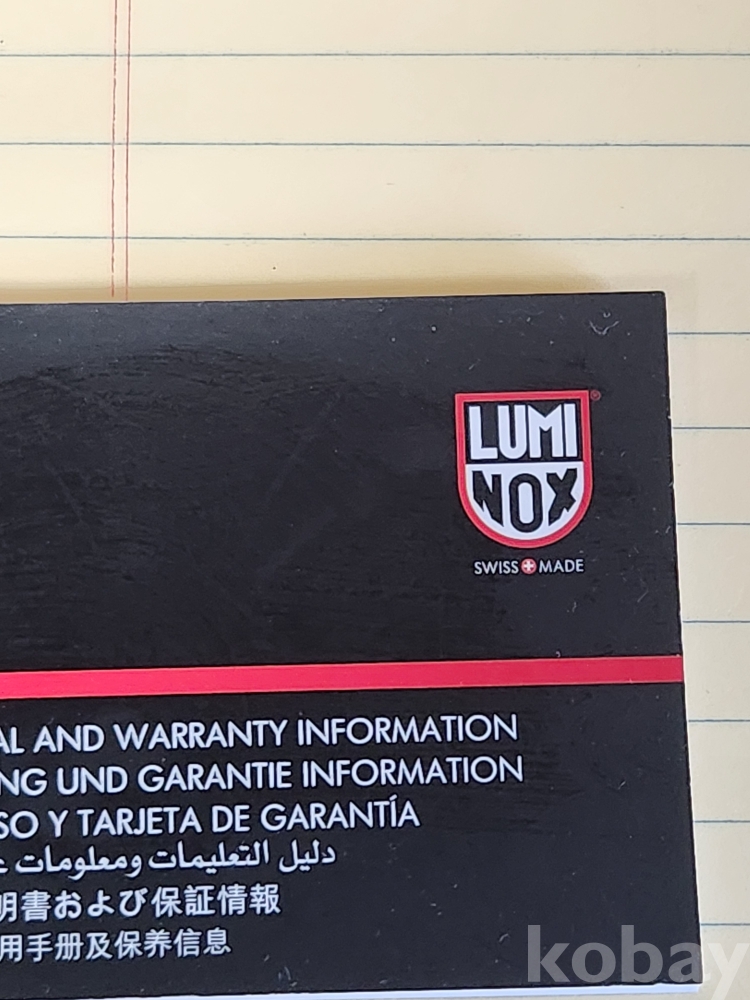 LUMI
NOX
SWISS MADE
AL AND WARRANTY INFORMATION
NG UND GARANTIE INFORMATION
SO Y TARJETA DE GARANTÍA
دليل التعليمات ومعلومات
明書および保証情報
用手册及保养信息
kobay